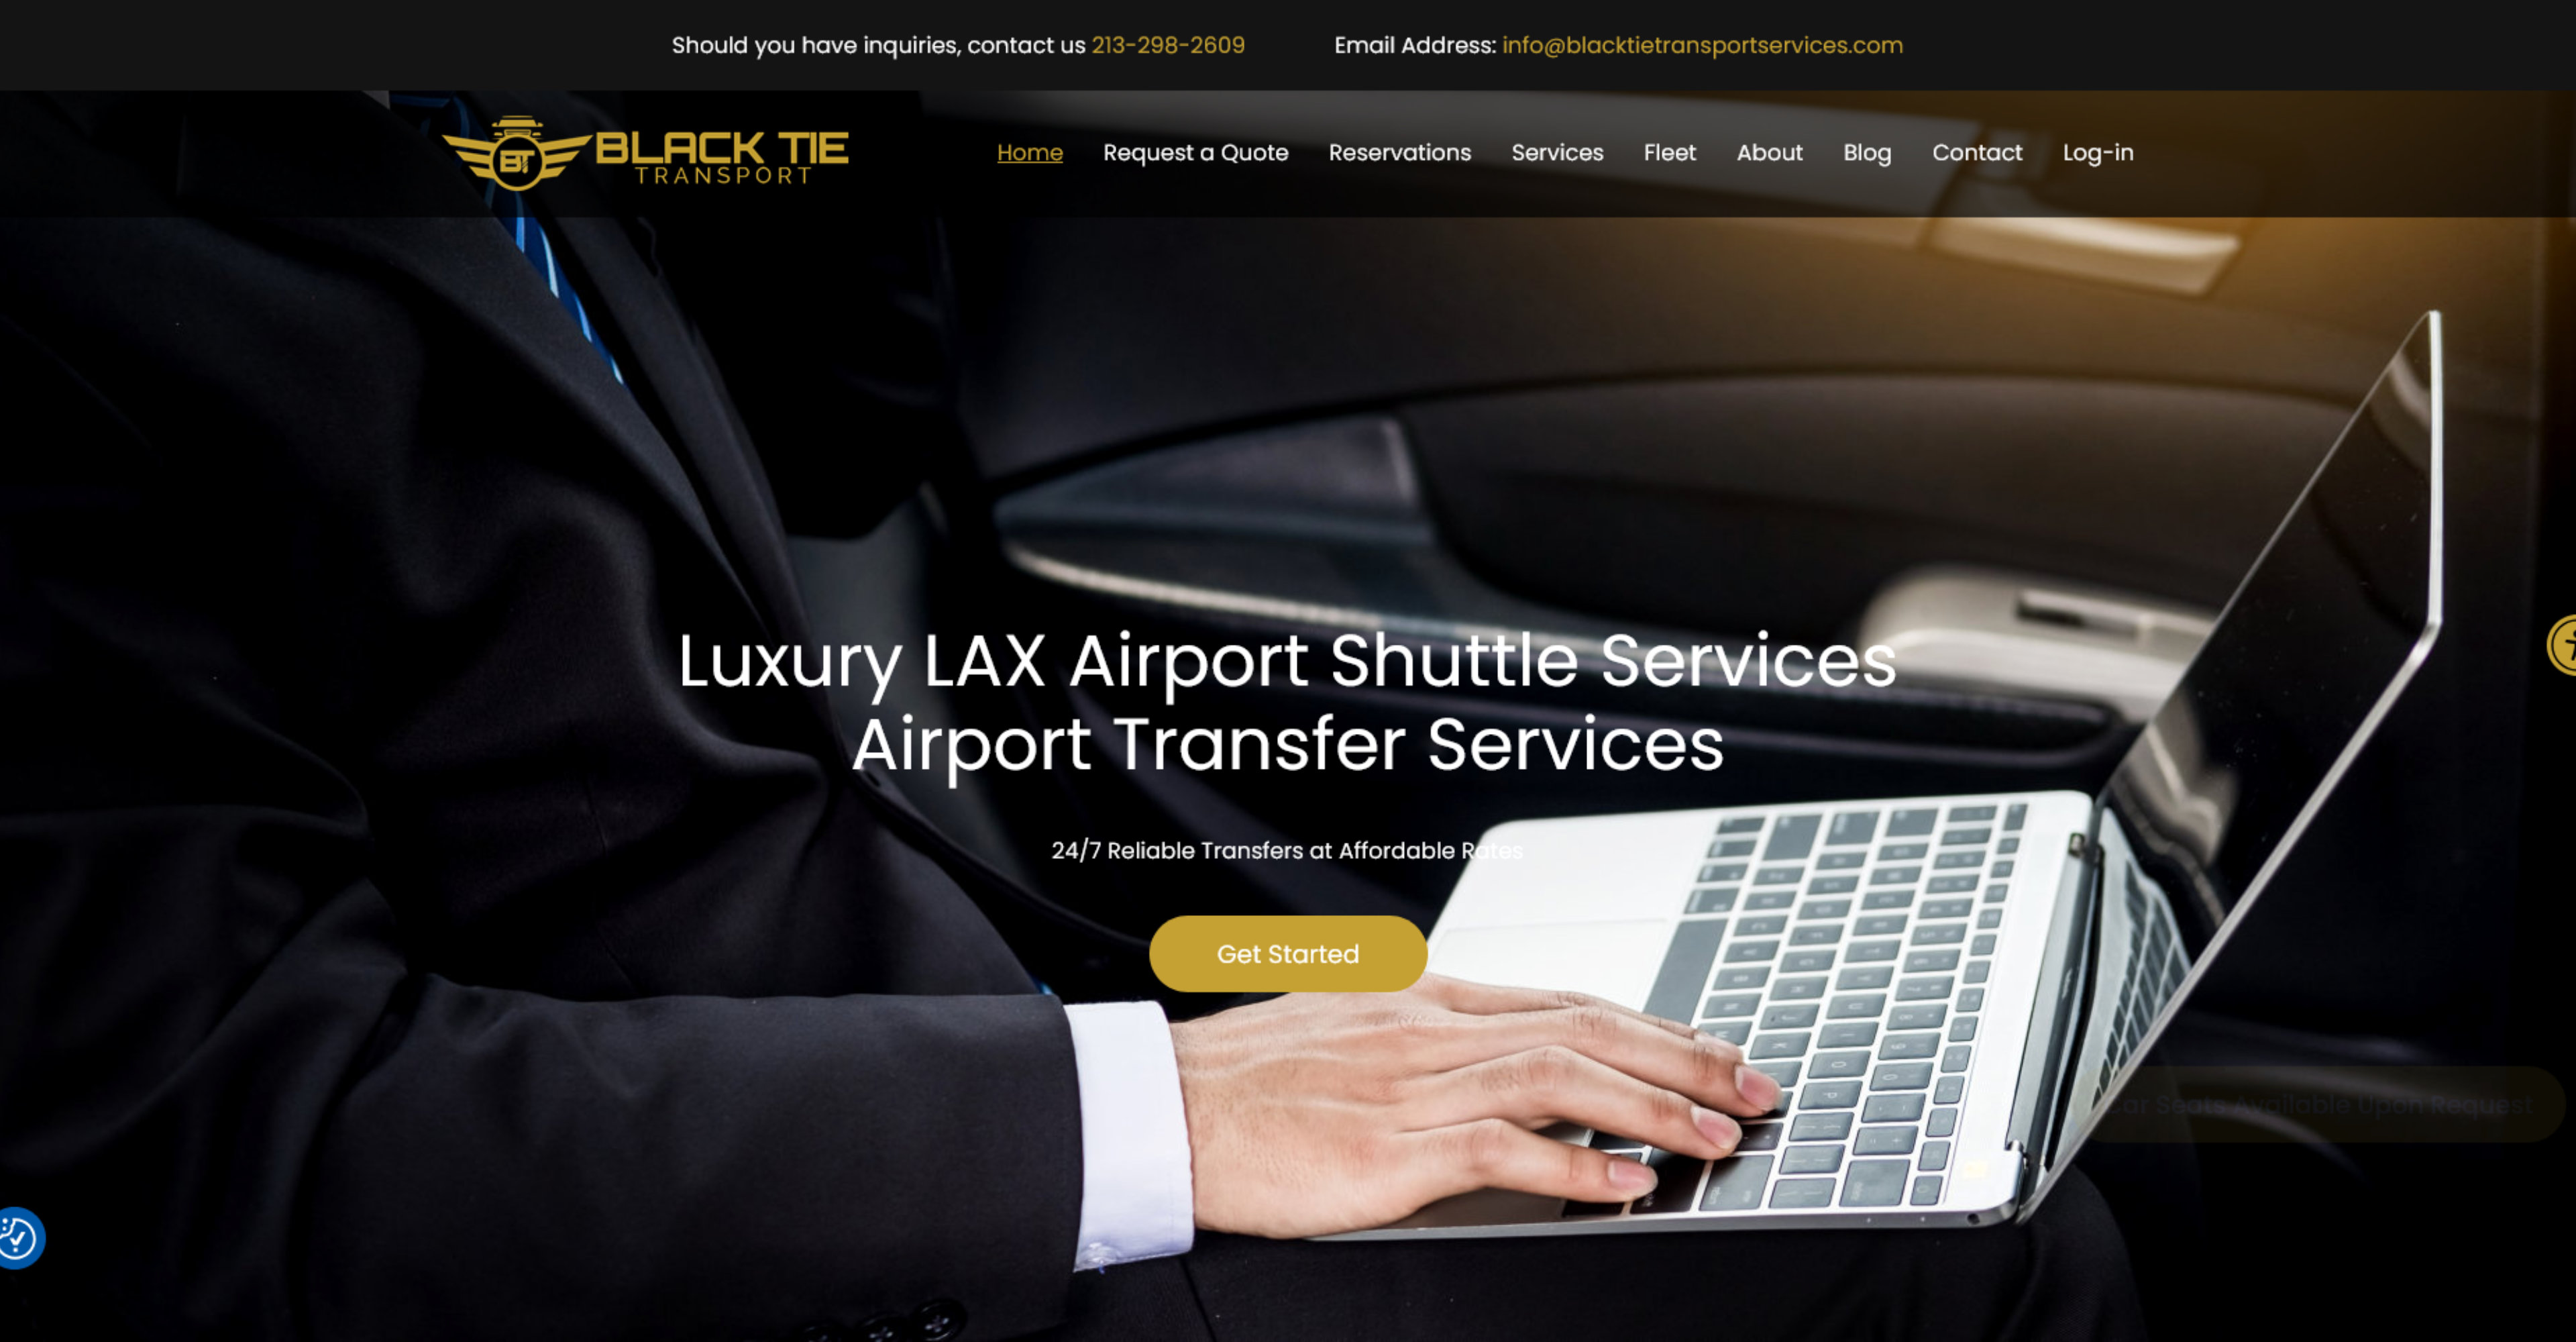 Should you have inquiries, contact us 213-298-2609 Email Address: info@blacktietransportservices.com
BT BLACK TIE
TRANSPORT
Home Request a Quote Reservations Services Fleet About Blog Contact Log-in
Luxury LAX Airport Shuttle Services
Airport Transfer Services
24/7 Reliable Transfers at Affordable Rates
Get Started
Seats Available Upon Request